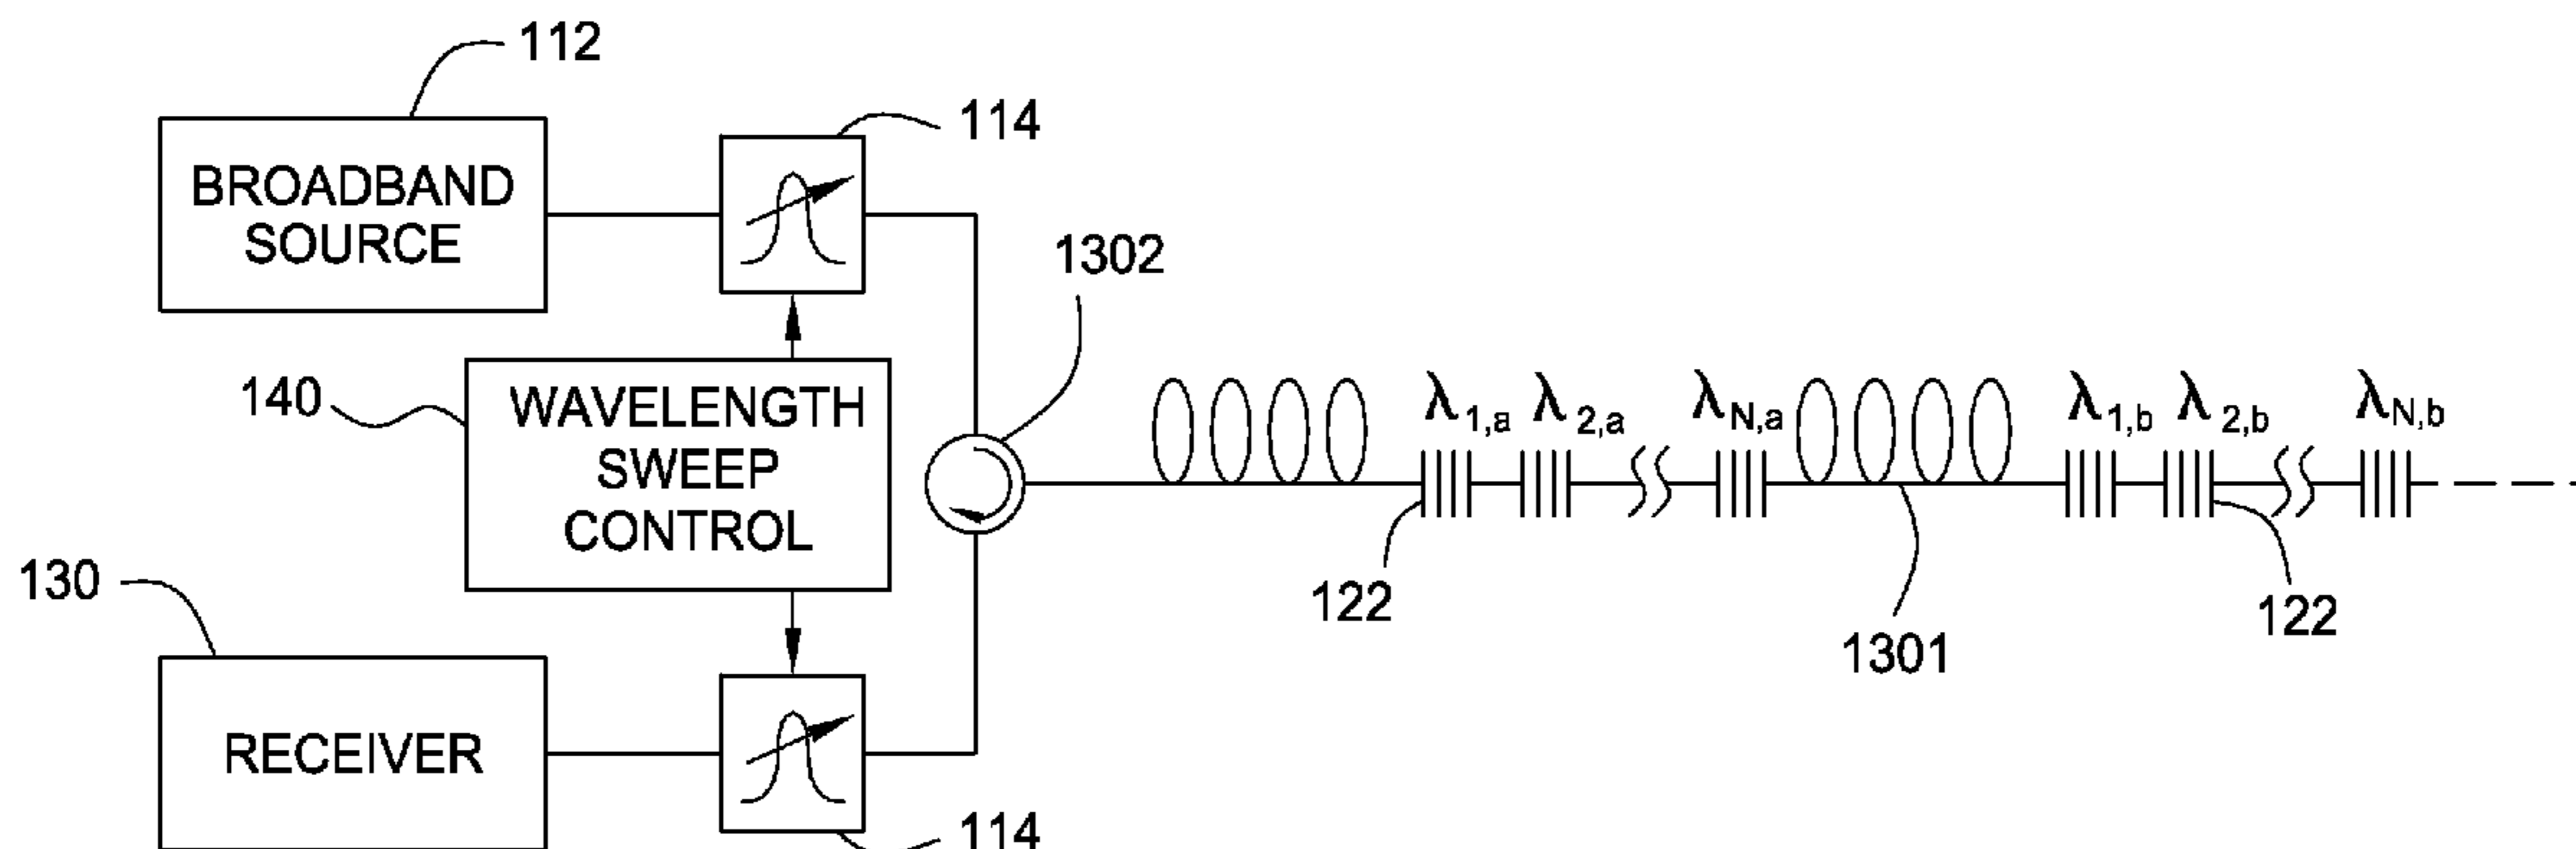 112
BROADBAND
SOURCE
114
1302
140
WAVELENGTH
SWEEP
CONTROL
λ1,a λ2,a λN,a λ1,b λ2,b λN,b
130
122
122
1301
RECEIVER
114